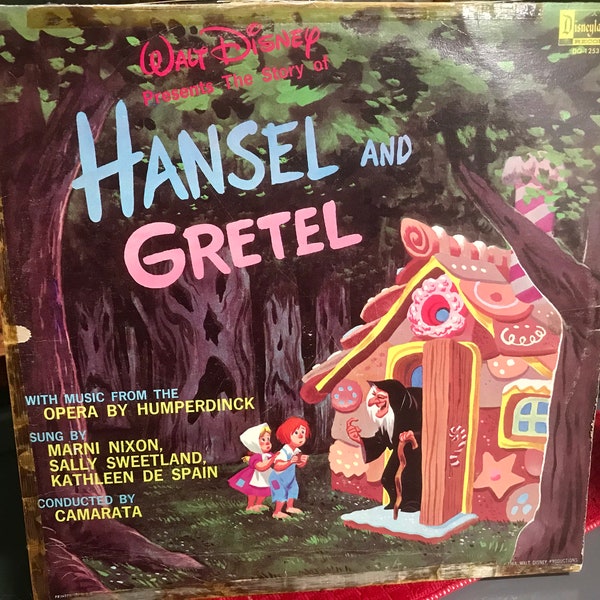 WALT DISNEY
Presents The Story of
HANSEL AND
GRETEL
Disneyland
RECORDS
WITH MUSIC FROM THE
OPERA BY HUMPERDINCK
SUNG BY
MARNI NIXON,
SALLY SWEETLAND,
KATHLEEN DE SPAIN
CONDUCTED BY
CAMARATA
WALT DISNEY PRODUCTIONS